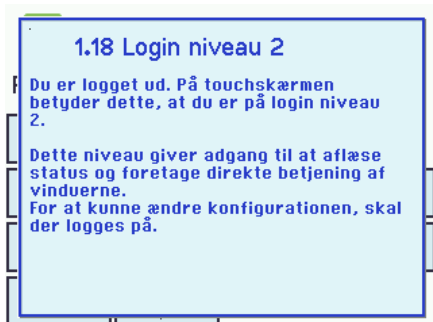 1.18 Login niveau 2
Du er logget ud. På touchskærmen
betyder dette, at du er på login niveau
2.
Dette niveau giver adgang til at aflæse
status og foretage direkte betjening af
vinduerne.
For at kunne ændre konfigurationen, skal
der logges på.